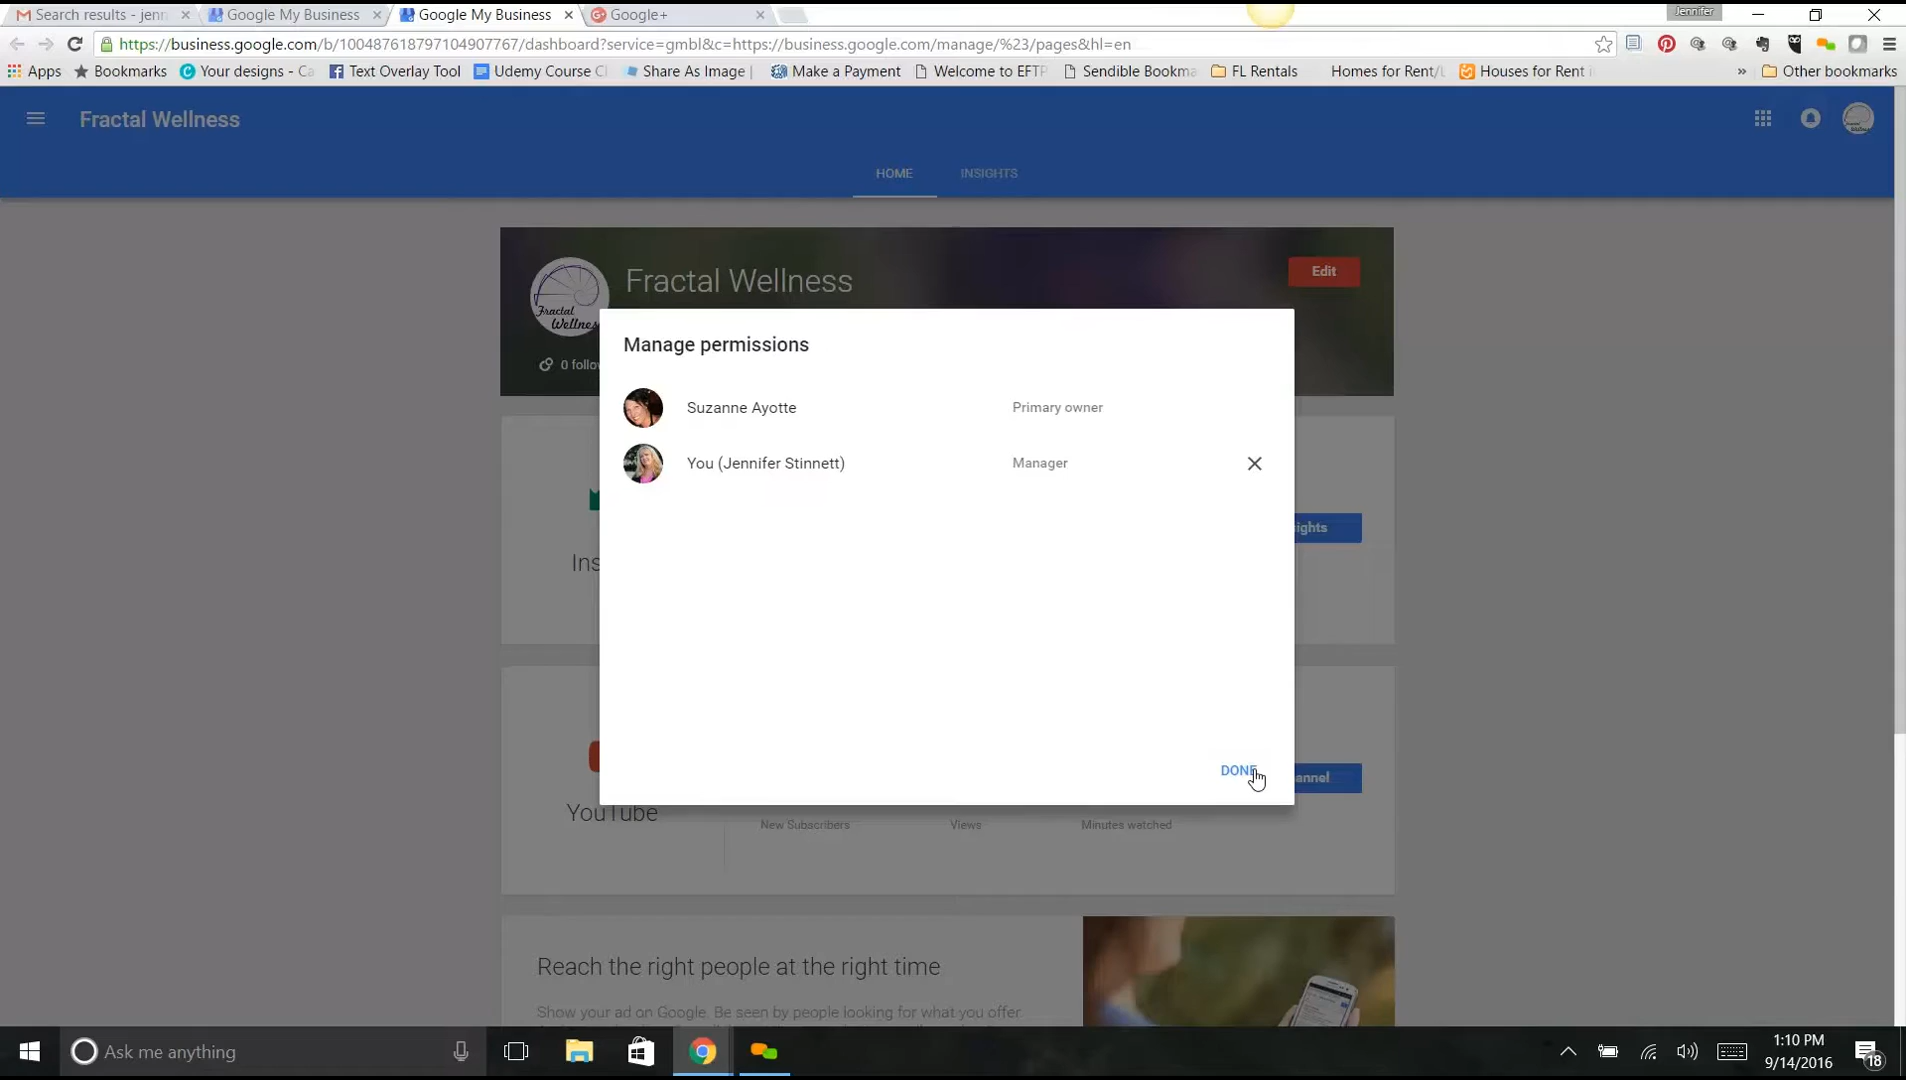 Search results - jenn
Google My Business
Google My Business
Google+
Jennifer
https://business.google.com/b/100487618797104907767/dashboard?service=gmbl&c=https://business.google.com/manage/%23/pages&hl=en
Apps
Bookmarks
Your designs - Ca
Text Overlay Tool
Udemy Course Cl
Share As Image |
Make a Payment
Welcome to EFTP
Sendible Bookma
FL Rentals
Homes for Rent/L
Houses for Rent i
»
Other bookmarks
Fractal Wellness
HOME
INSIGHTS
Fractal Wellness
Edit
Fractal
Wellnes
0 follo
Manage permissions
Suzanne Ayotte
Primary owner
You (Jennifer Stinnett)
Manager
Ins
ights
DONE
annel
YouTube
New Subscribers
Views
Minutes watched
Reach the right people at the right time
Show your ad on Google. Be seen by people looking for what you offer.
Ask me anything
1:10 PM
9/14/2016
18